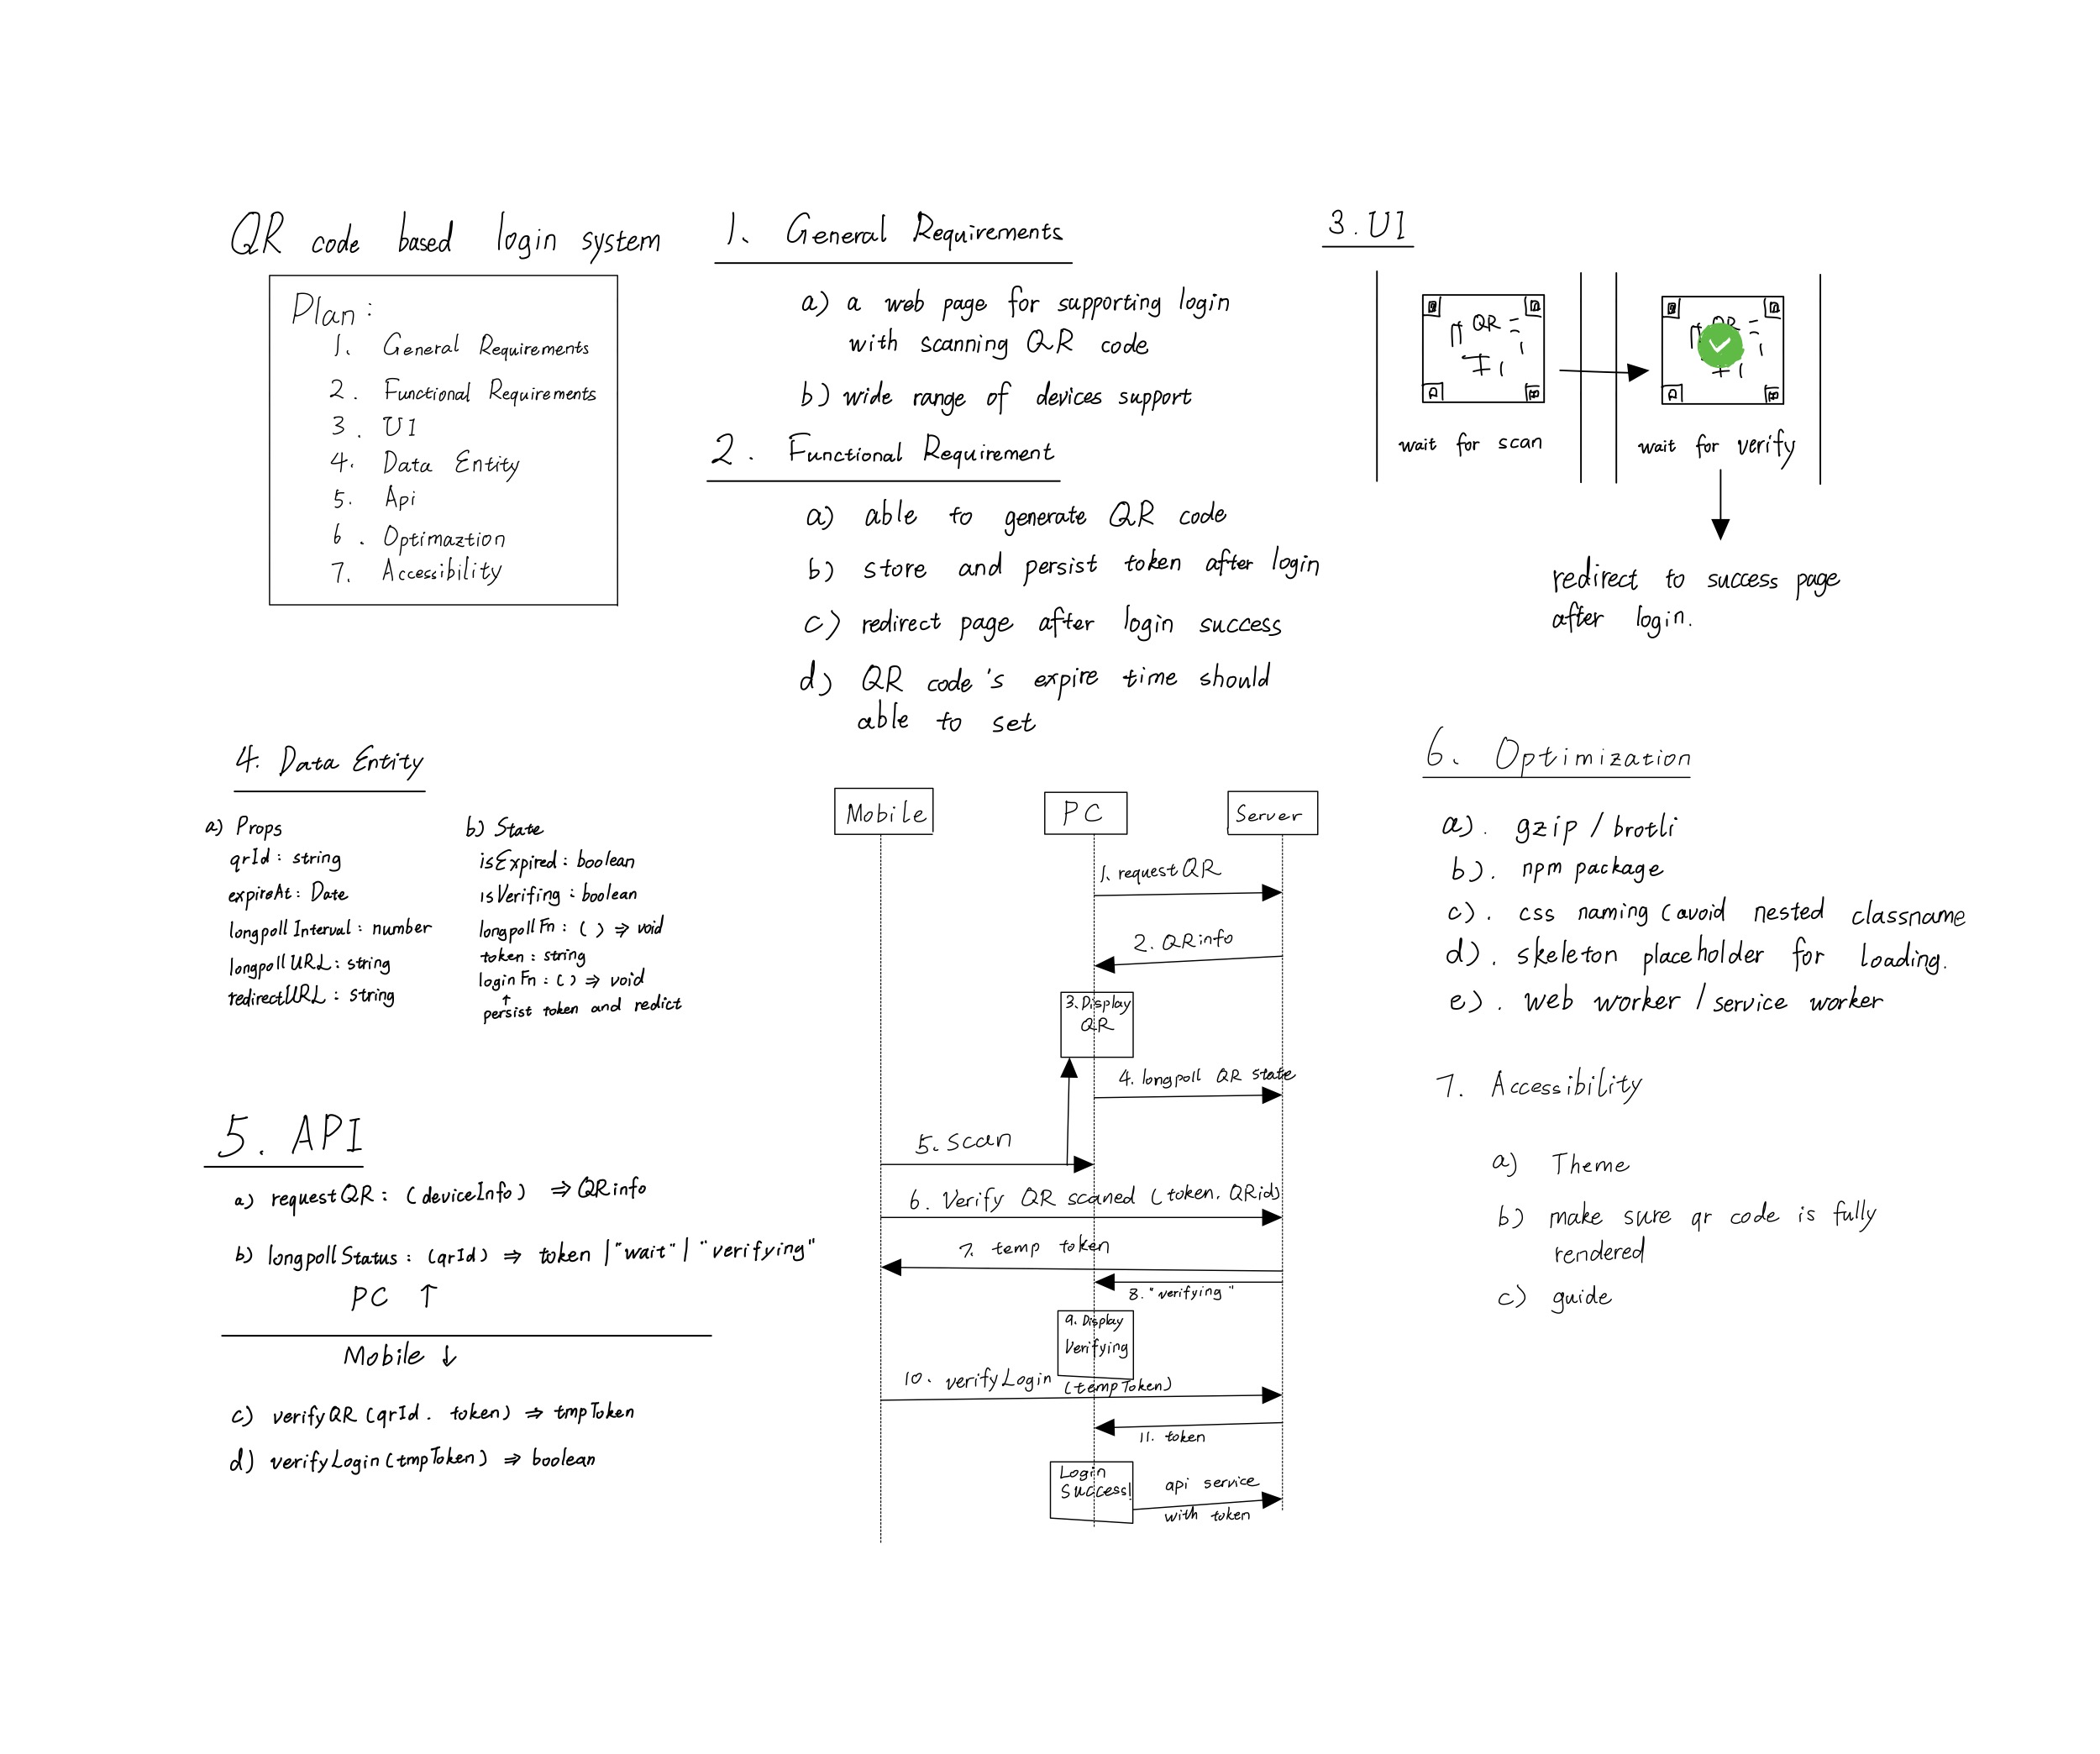 QR code based login system
Plan:
1. General Requirements
2. Functional Requirements
3. UI
4. Data Entity
5. Api
6. Optimaztion
7. Accessibility
1. General Requirements
a) a web page for supporting login
with scanning QR code
b) wide range of devices support
2. Functional Requirement
a) able to generate QR code
b) store and persist token after login
c) redirect page after login success
d) QR code's expire time should
able to set
3. UI
QR
wait for scan
QR
wait for verify
redirect to success page
after login.
4. Data Entity
a) Props
qrId: string
expireAt: Date
longpoll Interval: number
longpoll URL: string
redirectURL: string
b) State
isExpired: boolean
isVerifing: boolean
longpoll Fn: ( ) ⇒ void
token: string
login Fn: ( ) ⇒ void
↑
persist token and redict
5. API
a) requestQR: (deviceInfo) ⇒ QRinfo
b) longpoll Status: (qrId) ⇒ token | "wait" | "verifying"
PC ↑
Mobile ↓
c) verifyQR (qrId. token) ⇒ tmpToken
d) verifyLogin (tmpToken) ⇒ boolean
Mobile
PC
Server
1. requestQR
2. QRinfo
3. Display
QR
4. longpoll QR state
5. Scan
6. Verify QR scaned (token. QRid)
7. temp token
8. "verifying"
9. Display
Verifying
10. verifyLogin (tempToken)
11. token
Login
Success!
api service
with token
6. Optimization
a). gzip / brotli
b). npm package
c). css naming (avoid nested classname
d). skeleton placeholder for loading.
e). web worker / service worker
7. Accessibility
a) Theme
b) make sure qr code is fully
rendered
c) guide